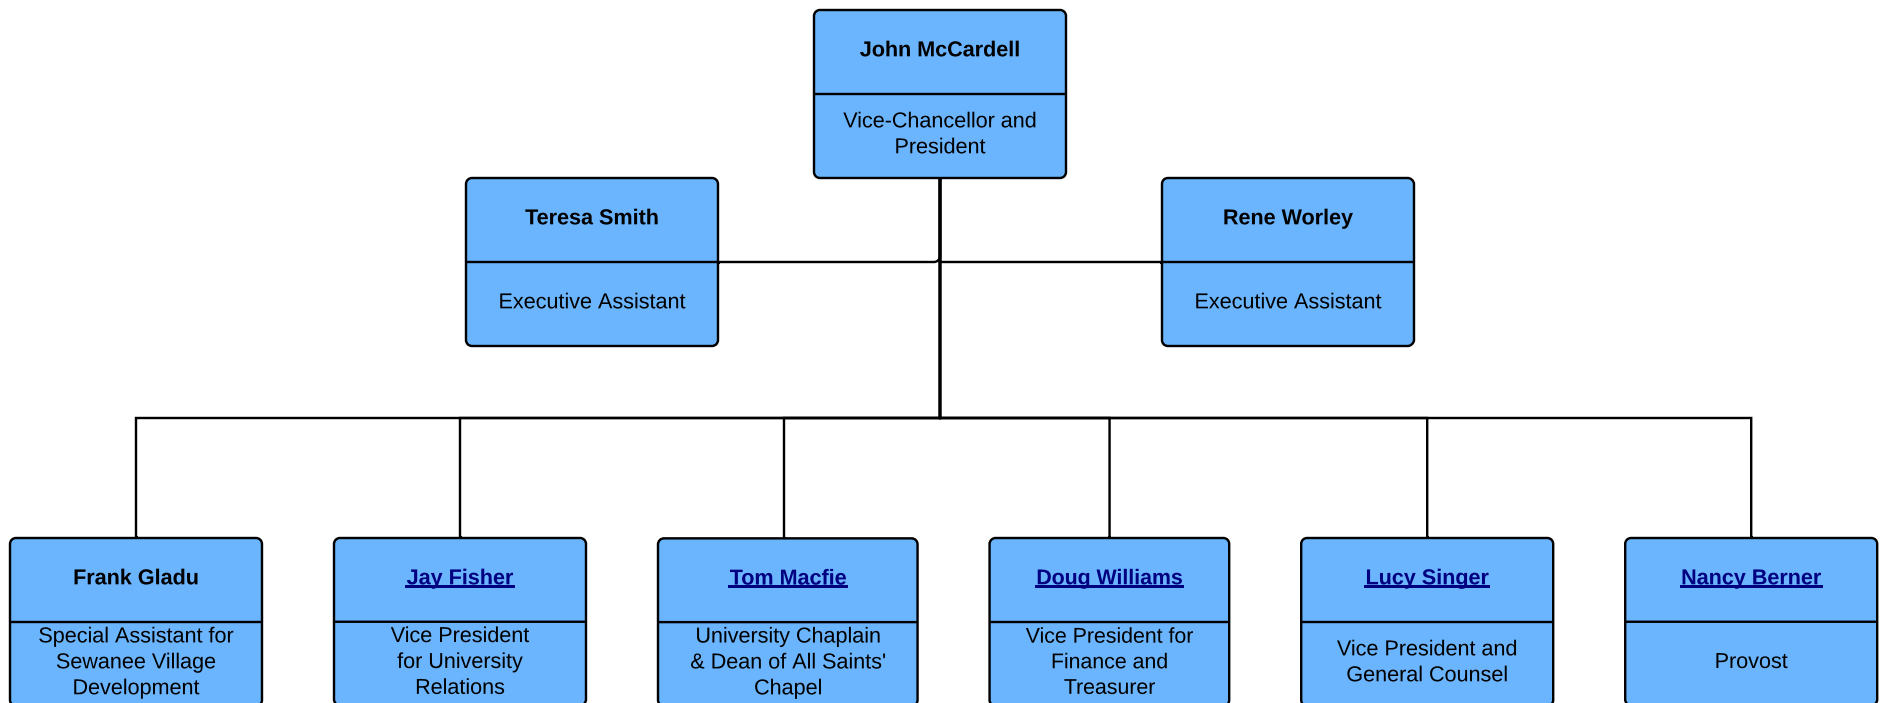 John McCardell
Vice-Chancellor and
President
Teresa Smith
Executive Assistant
Rene Worley
Executive Assistant
Frank Gladu
Special Assistant for
Sewanee Village
Development
Jay Fisher
Vice President
for University
Relations
Tom Macfie
University Chaplain
& Dean of All Saints'
Chapel
Doug Williams
Vice President for
Finance and
Treasurer
Lucy Singer
Vice President and
General Counsel
Nancy Berner
Provost